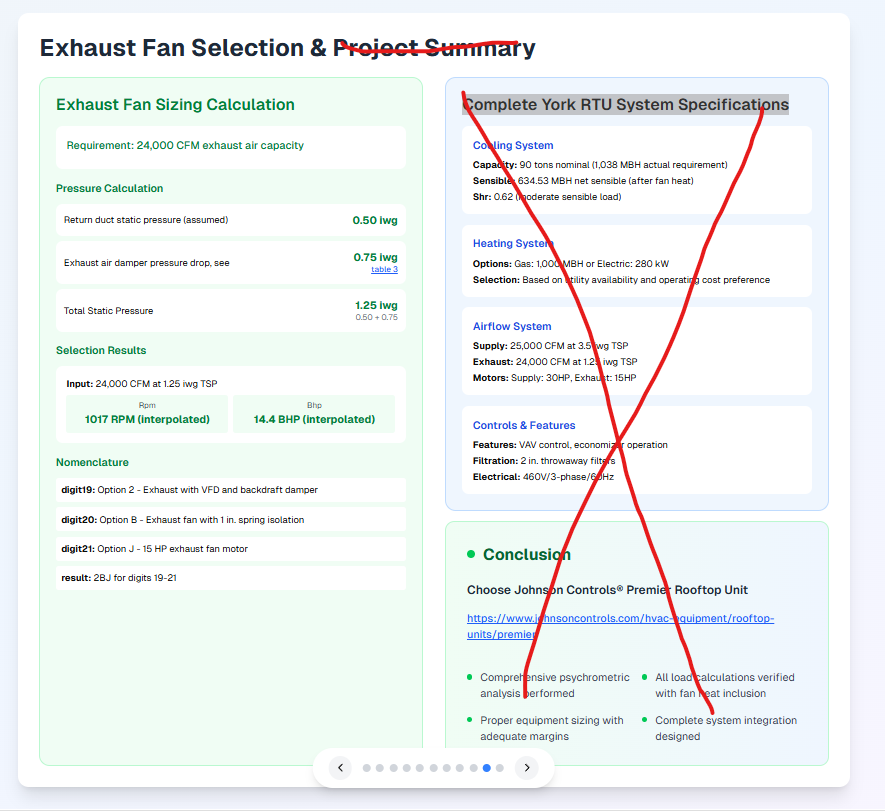 Exhaust Fan Selection & Project Summary
Exhaust Fan Sizing Calculation
Requirement: 24,000 CFM exhaust air capacity
Pressure Calculation
Return duct static pressure (assumed) 0.50 iwg
Exhaust air damper pressure drop, see 0.75 iwg
table 3
Total Static Pressure 1.25 iwg
0.50 + 0.75
Selection Results
Input: 24,000 CFM at 1.25 iwg TSP
Rpm Bhp
1017 RPM (interpolated) 14.4 BHP (interpolated)
Nomenclature
digit19: Option 2 - Exhaust with VFD and backdraft damper
digit20: Option B - Exhaust fan with 1 in. spring isolation
digit21: Option J - 15 HP exhaust fan motor
result: 2BJ for digits 19-21
Complete York RTU System Specifications
Cooling System
Capacity: 90 tons nominal (1,038 MBH actual requirement)
Sensible: 634.53 MBH net sensible (after fan heat)
Shr: 0.62 (moderate sensible load)
Heating System
Options: Gas: 1,000 MBH or Electric: 280 kW
Selection: Based on utility availability and operating cost preference
Airflow System
Supply: 25,000 CFM at 3.5 iwg TSP
Exhaust: 24,000 CFM at 1.25 iwg TSP
Motors: Supply: 30HP, Exhaust: 15HP
Controls & Features
Features: VAV control, economizer operation
Filtration: 2 in. throwaway filters
Electrical: 460V/3-phase/60Hz
Conclusion
Choose Johnson Controls® Premier Rooftop Unit
https://www.johnsoncontrols.com/hvac-equipment/rooftop-
units/premier
Comprehensive psychrometric
analysis performed
All load calculations verified
with fan heat inclusion
Proper equipment sizing with
adequate margins
Complete system integration
designed